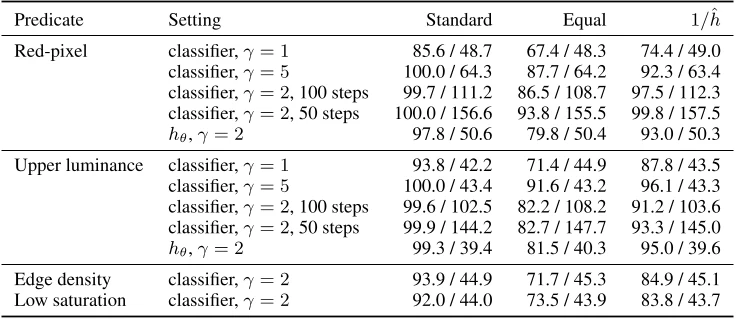 Predicate Setting Standard Equal 1/ĥ
Red-pixel classifier, γ = 1 85.6 / 48.7 67.4 / 48.3 74.4 / 49.0
classifier, γ = 5 100.0 / 64.3 87.7 / 64.2 92.3 / 63.4
classifier, γ = 2, 100 steps 99.7 / 111.2 86.5 / 108.7 97.5 / 112.3
classifier, γ = 2, 50 steps 100.0 / 156.6 93.8 / 155.5 99.8 / 157.5
hθ, γ = 2 97.8 / 50.6 79.8 / 50.4 93.0 / 50.3
Upper luminance classifier, γ = 1 93.8 / 42.2 71.4 / 44.9 87.8 / 43.5
classifier, γ = 5 100.0 / 43.4 91.6 / 43.2 96.1 / 43.3
classifier, γ = 2, 100 steps 99.6 / 102.5 82.2 / 108.2 91.2 / 103.6
classifier, γ = 2, 50 steps 99.9 / 144.2 82.7 / 147.7 93.3 / 145.0
hθ, γ = 2 99.3 / 39.4 81.5 / 40.3 95.0 / 39.6
Edge density classifier, γ = 2 93.9 / 44.9 71.7 / 45.3 84.9 / 45.1
Low saturation classifier, γ = 2 92.0 / 44.0 73.5 / 43.9 83.8 / 43.7